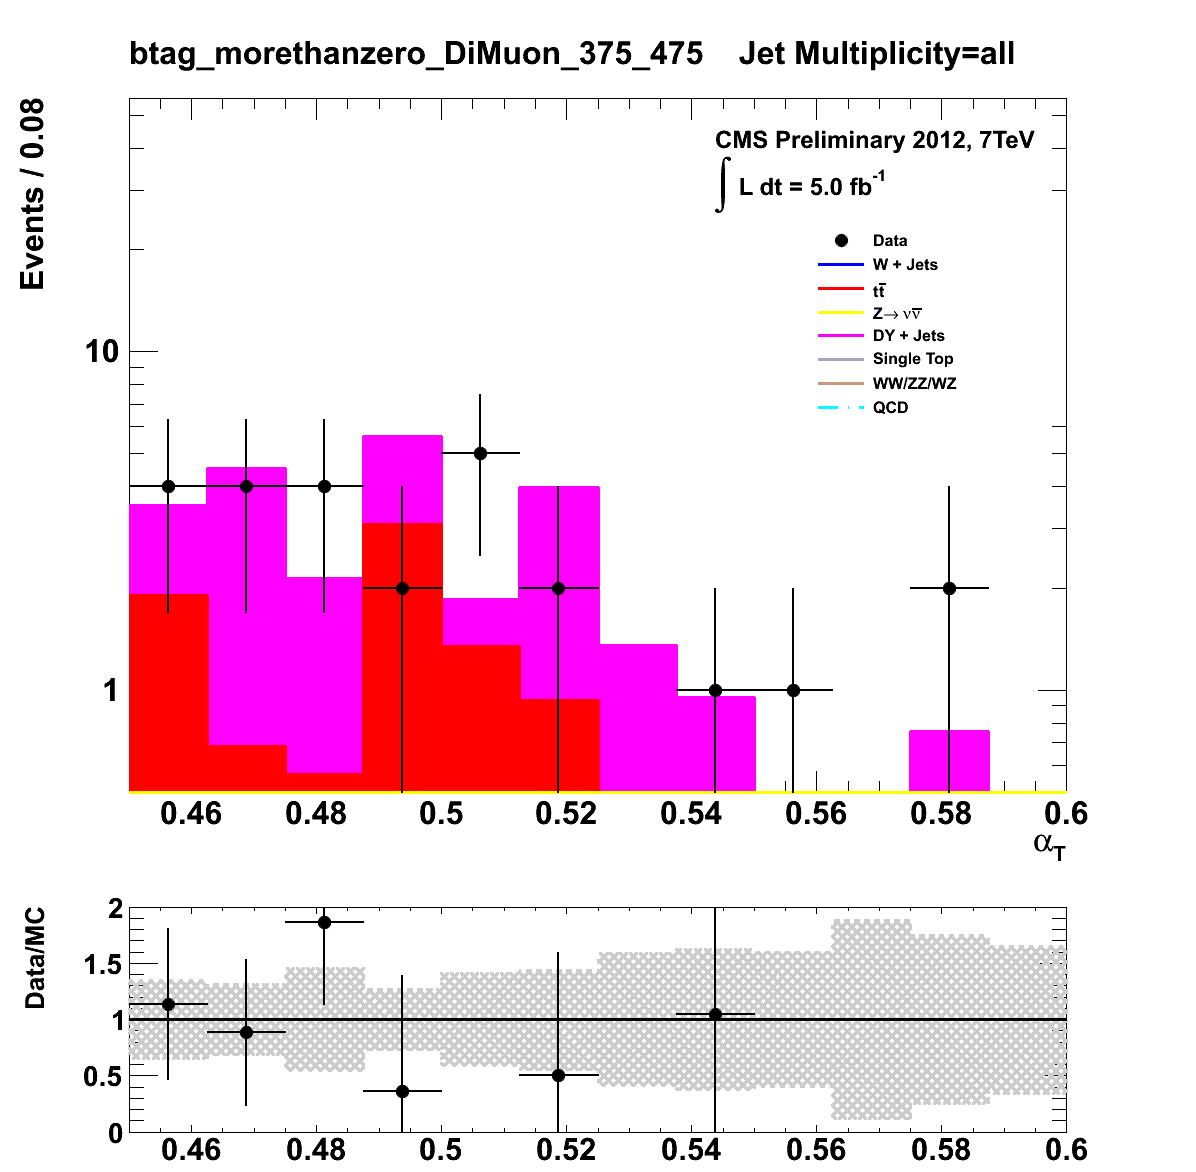 btag_morethanzero_DiMuon_375_475 Jet Multiplicity=all
Events / 0.08
CMS Preliminary 2012, 7TeV
∫ L dt = 5.0 fb⁻¹
Data
W + Jets
tt̅
Z→ νν̅
DY + Jets
Single Top
WW/ZZ/WZ
QCD
10
1
0.46 0.48 0.5 0.52 0.54 0.56 0.58 0.6
α_T
Data/MC
2
1.5
1
0.5
0
0.46 0.48 0.5 0.52 0.54 0.56 0.58 0.6